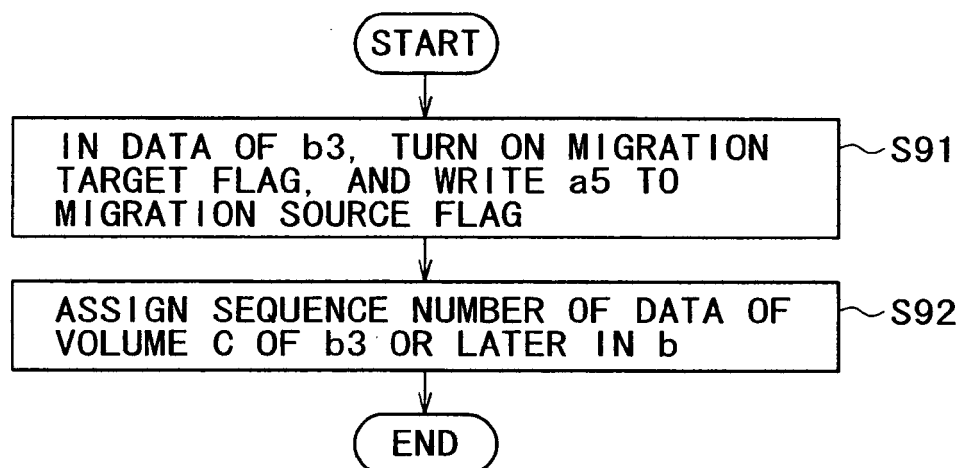 START
IN DATA OF b3, TURN ON MIGRATION
TARGET FLAG, AND WRITE a5 TO
MIGRATION SOURCE FLAG
S91
ASSIGN SEQUENCE NUMBER OF DATA OF
VOLUME C OF b3 OR LATER IN b
S92
END